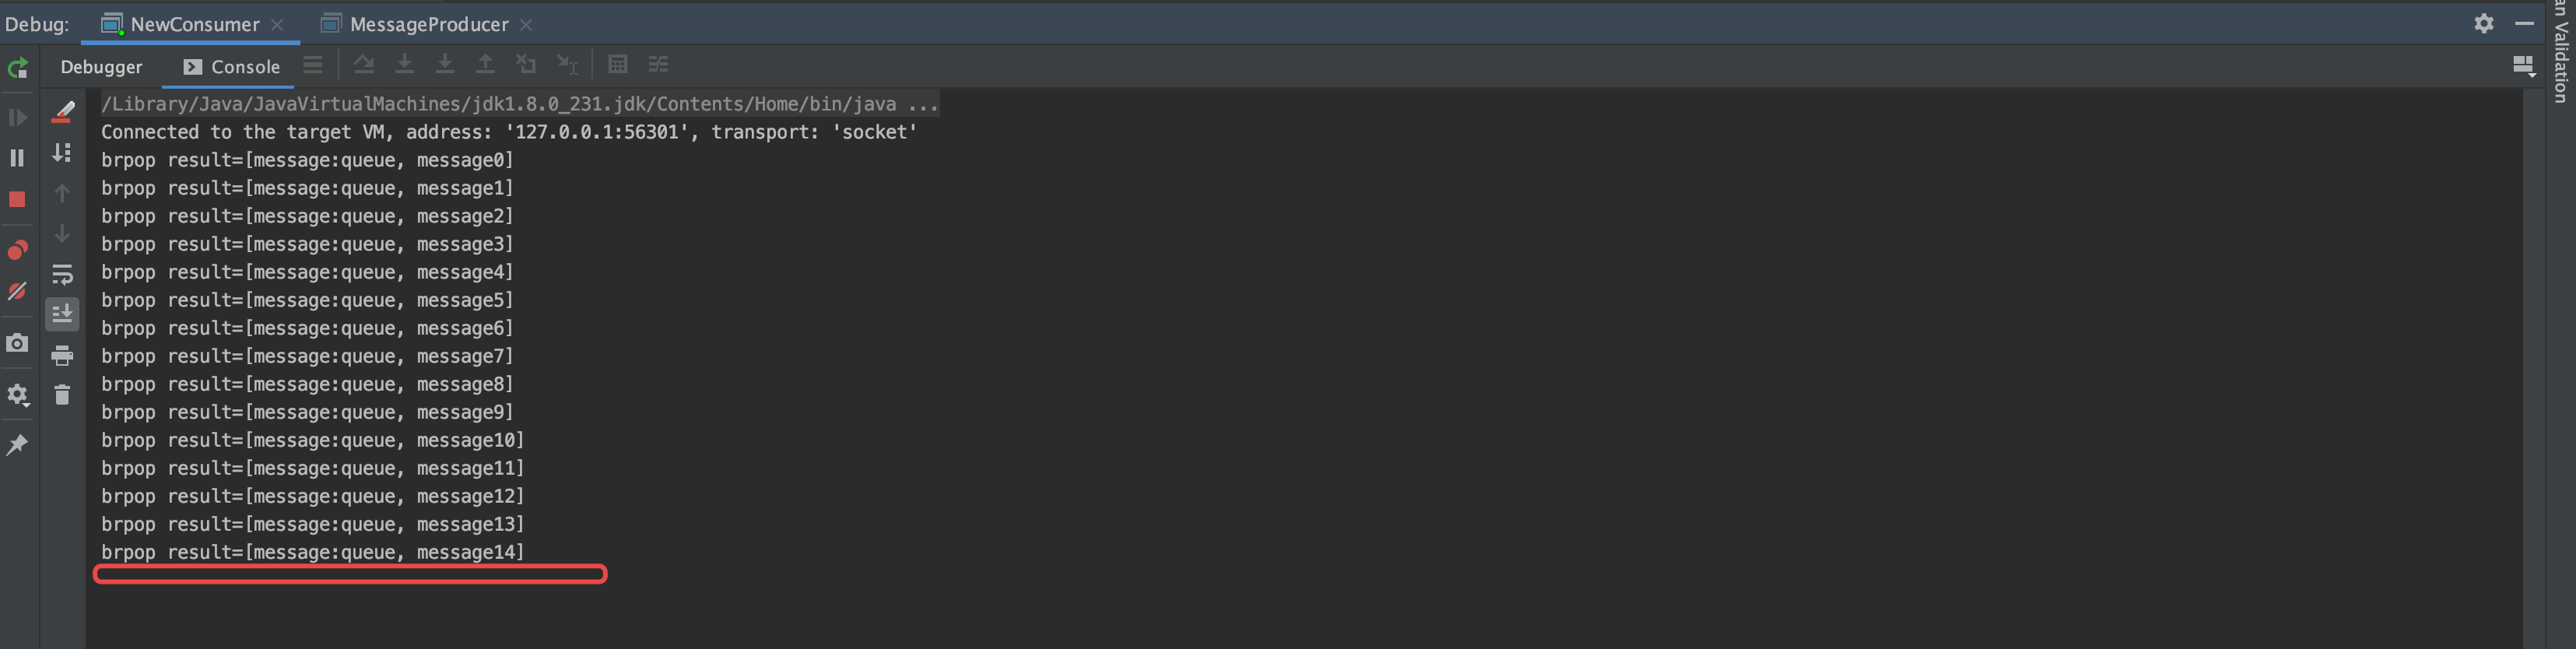 Debug: NewConsumer MessageProducer
Debugger Console
/Library/Java/JavaVirtualMachines/jdk1.8.0_231.jdk/Contents/Home/bin/java ...
Connected to the target VM, address: '127.0.0.1:56301', transport: 'socket'
brpop result=[message:queue, message0]
brpop result=[message:queue, message1]
brpop result=[message:queue, message2]
brpop result=[message:queue, message3]
brpop result=[message:queue, message4]
brpop result=[message:queue, message5]
brpop result=[message:queue, message6]
brpop result=[message:queue, message7]
brpop result=[message:queue, message8]
brpop result=[message:queue, message9]
brpop result=[message:queue, message10]
brpop result=[message:queue, message11]
brpop result=[message:queue, message12]
brpop result=[message:queue, message13]
brpop result=[message:queue, message14]
an Validation